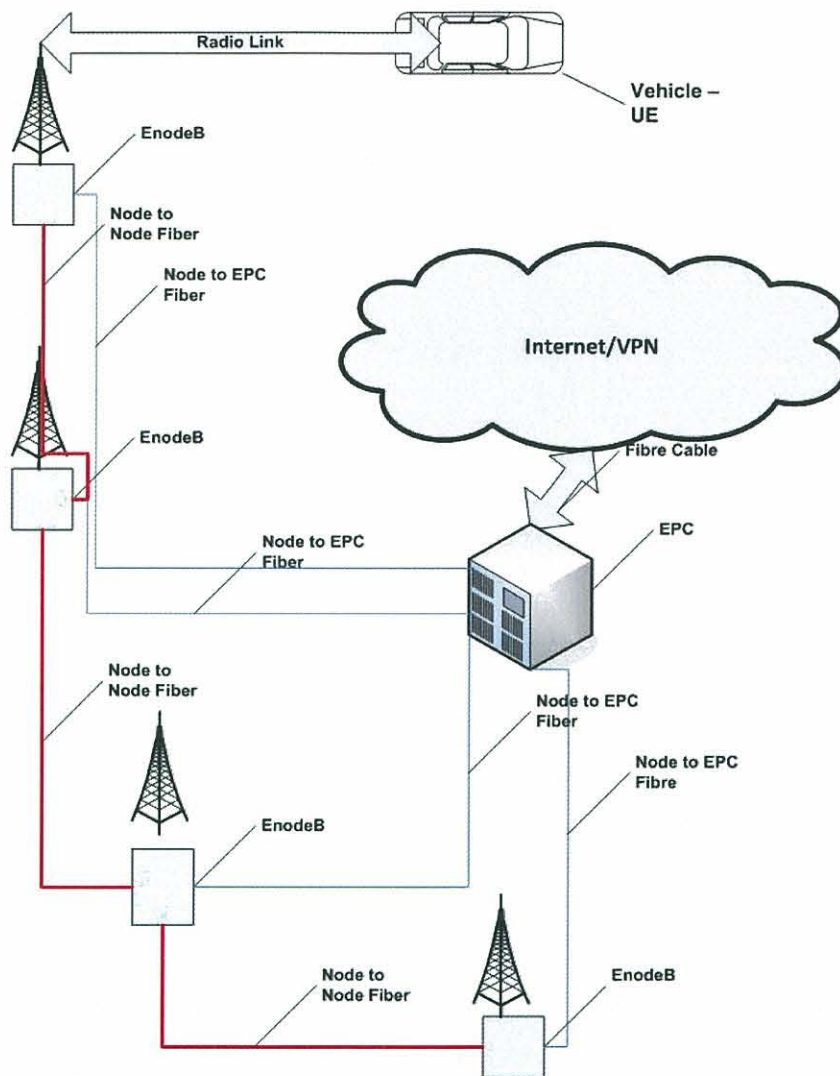 Radio Link
Vehicle –
UE
EnodeB
Node to
Node Fiber
Node to EPC
Fiber
Internet/VPN
EnodeB
Fibre Cable
EPC
Node to EPC
Fiber
Node to
Node Fiber
Node to EPC
Fiber
Node to EPC
Fibre
EnodeB
Node to
Node Fiber
EnodeB